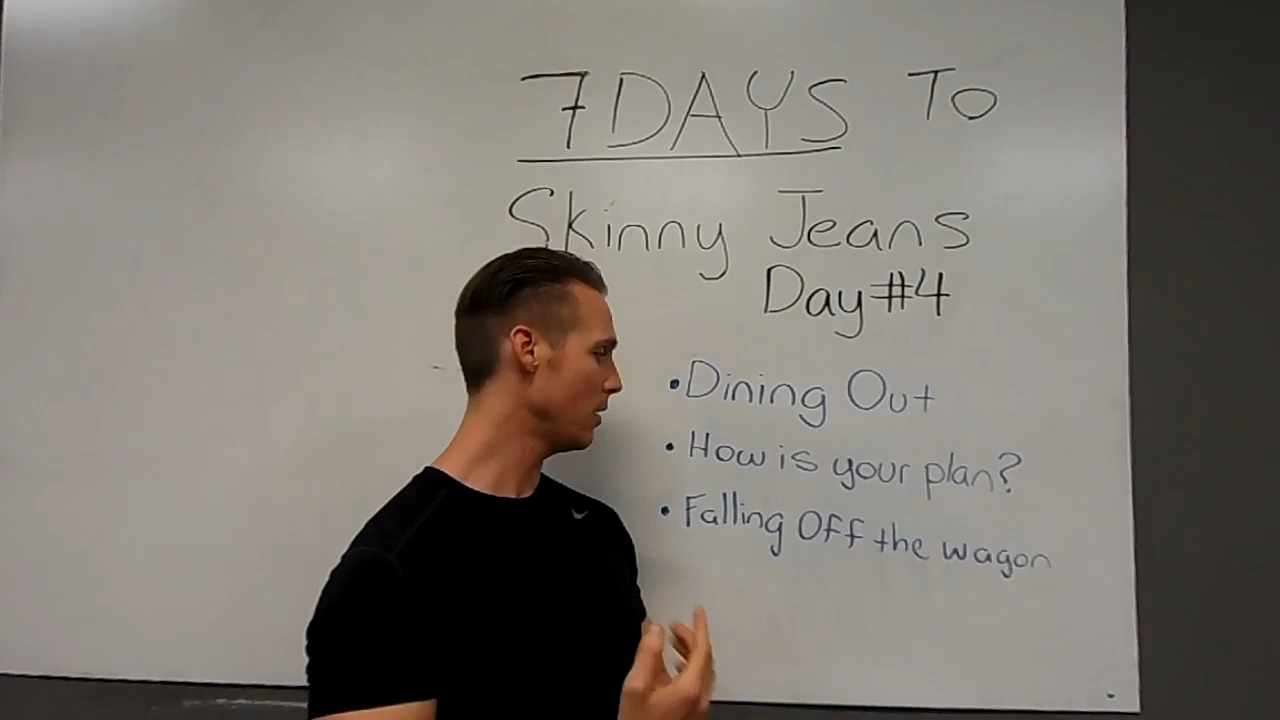 7 DAYS To
Skinny Jeans
Day #4
• Dining Out
• How is your plan?
• Falling Off the wagon